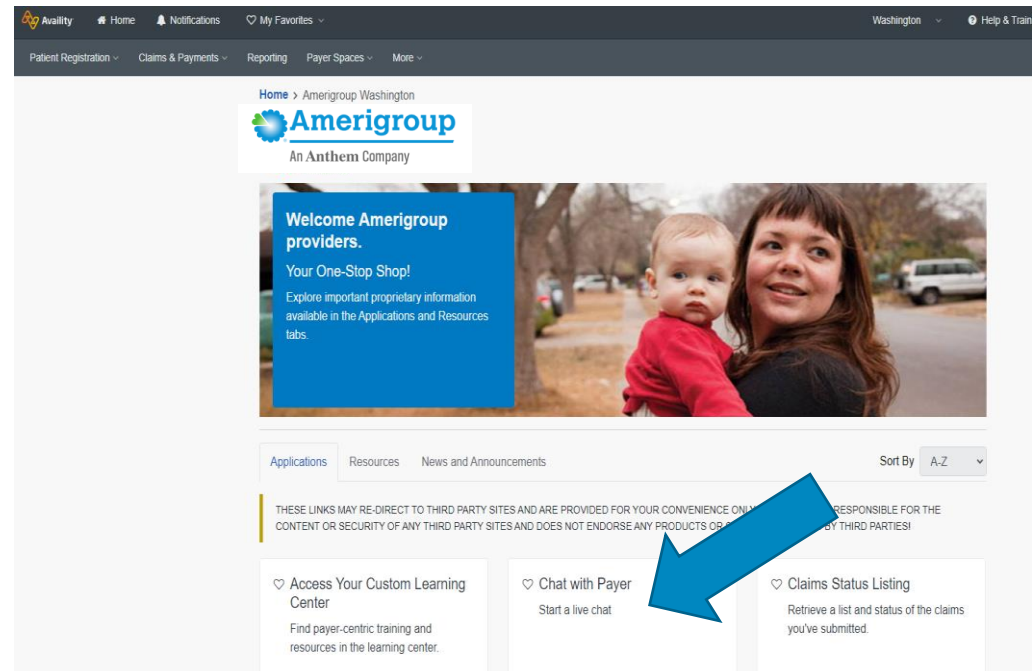 Availity Home Notifications My Favorites Washington Help & Train
Patient Registration Claims & Payments Reporting Payer Spaces More
Home > Amerigroup Washington
Amerigroup
An Anthem Company
Welcome Amerigroup
providers.
Your One-Stop Shop!
Explore important proprietary information
available in the Applications and Resources
tabs.
Applications Resources News and Announcements Sort By A-Z
THESE LINKS MAY RE-DIRECT TO THIRD PARTY SITES AND ARE PROVIDED FOR YOUR CONVENIENCE RESPONSIBLE FOR THE
CONTENT OR SECURITY OF ANY THIRD PARTY SITES AND DOES NOT ENDORSE ANY PRODUCTS BY THIRD PARTIES!
Access Your Custom Learning
Center
Find payer-centric training and
resources in the learning center.
Chat with Payer
Start a live chat
Claims Status Listing
Retrieve a list and status of the claims
you've submitted.